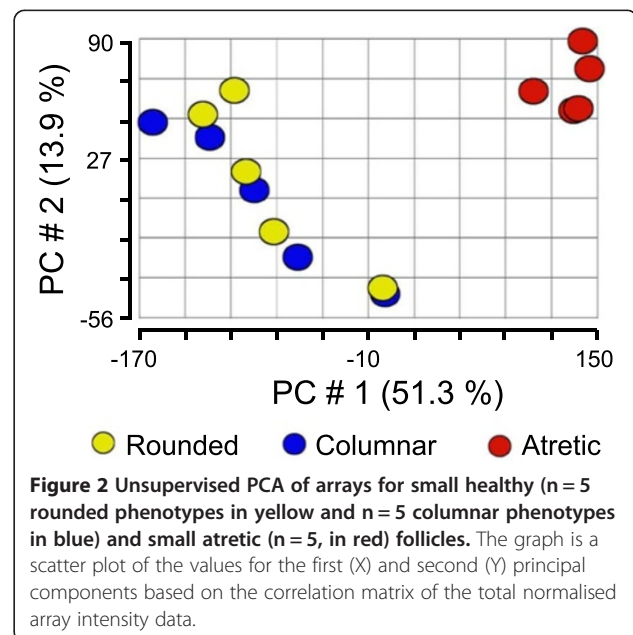 90
27
-56
PC # 2 (13.9 %)
-170
-10
150
PC # 1 (51.3 %)
Rounded Columnar Atretic
Figure 2 Unsupervised PCA of arrays for small healthy (n = 5
rounded phenotypes in yellow and n = 5 columnar phenotypes
in blue) and small atretic (n = 5, in red) follicles. The graph is a
scatter plot of the values for the first (X) and second (Y) principal
components based on the correlation matrix of the total normalised
array intensity data.